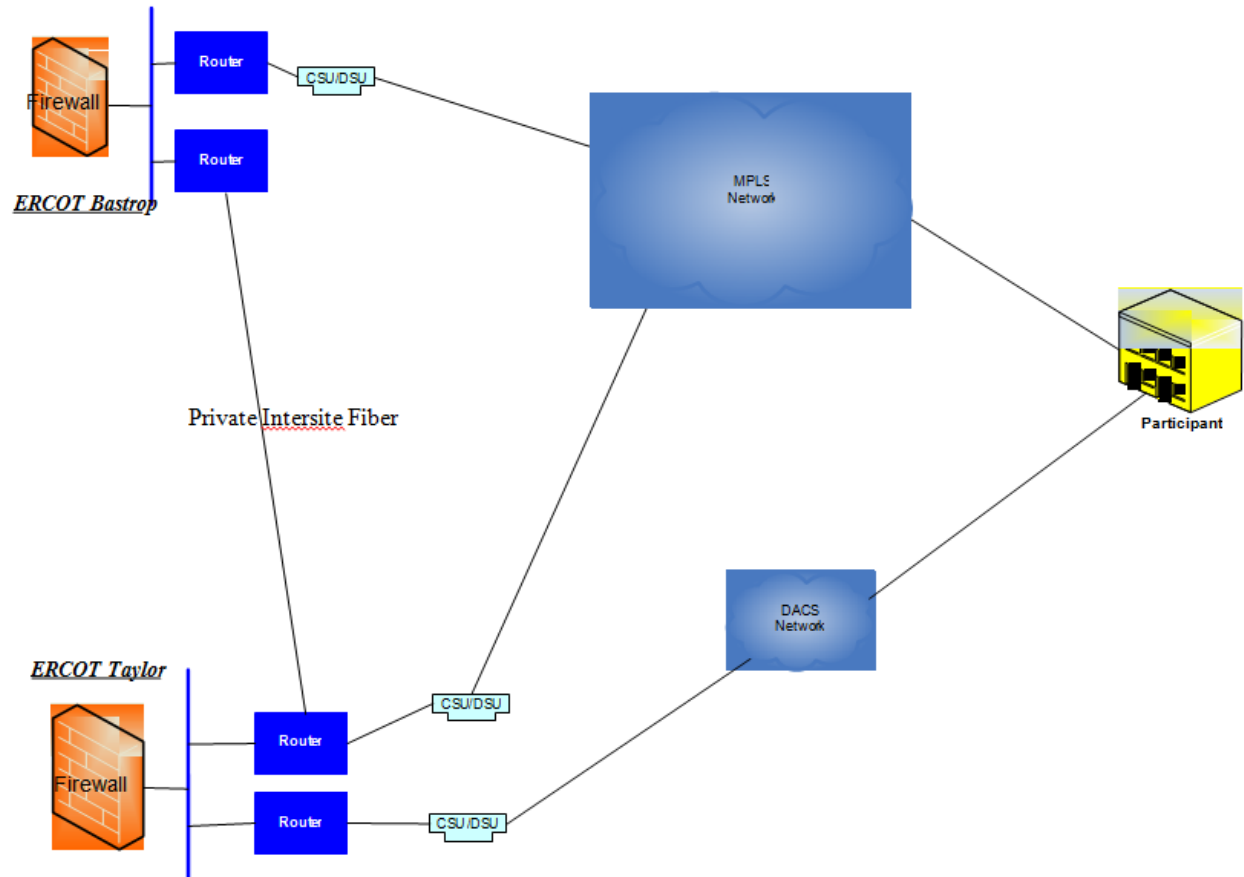 Router
CSU/DSU
Firewall
Router
ERCOT Bastrop
MPLS
Network
Private Intersite Fiber
Participant
DACS
Network
ERCOT Taylor
CSU/DSU
Router
Firewall
Router
CSU/DSU